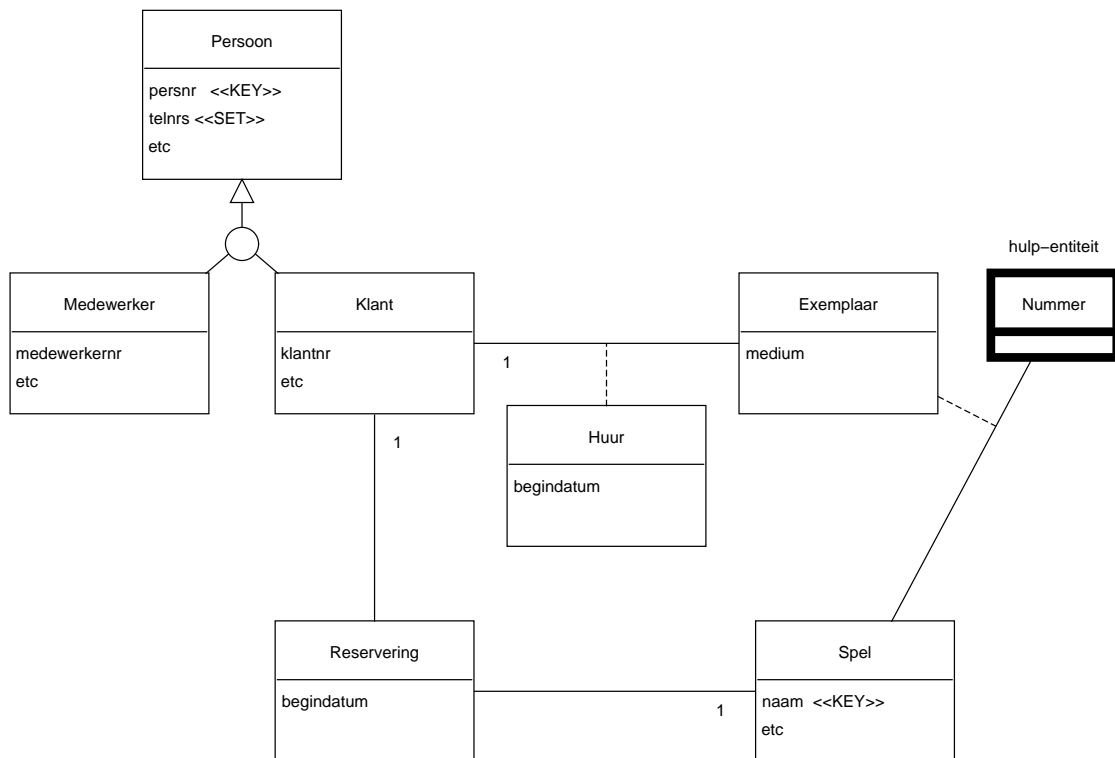 Persoon
persnr <<KEY>>
telnrs <<SET>>
etc
hulp–entiteit
Medewerker
medewerkernr
etc
Klant
klantnr
etc
1
1
Exemplaar
medium
Nummer
Huur
begindatum
Reservering
begindatum
1
Spel
naam <<KEY>>
etc